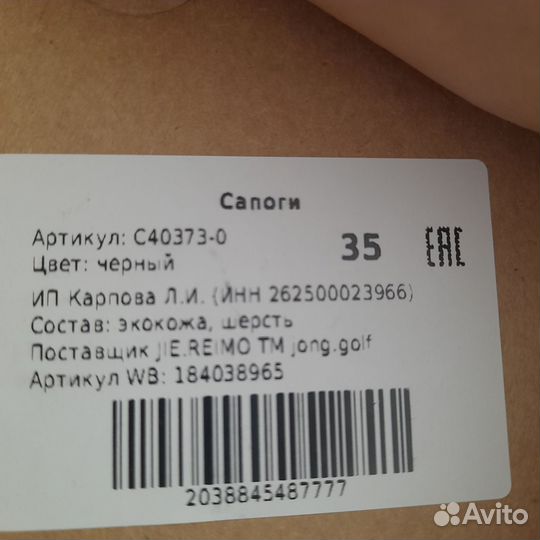 Сапоги
Артикул: C40373-0
35
EAC
Цвет: черный
ИП Карпова Л.И. (ИНН 262500023966)
Состав: экокожа, шерсть
Поставщик JIE.REIMO TM jong.golf
Артикул WB: 184038965
2038845487777
Avito